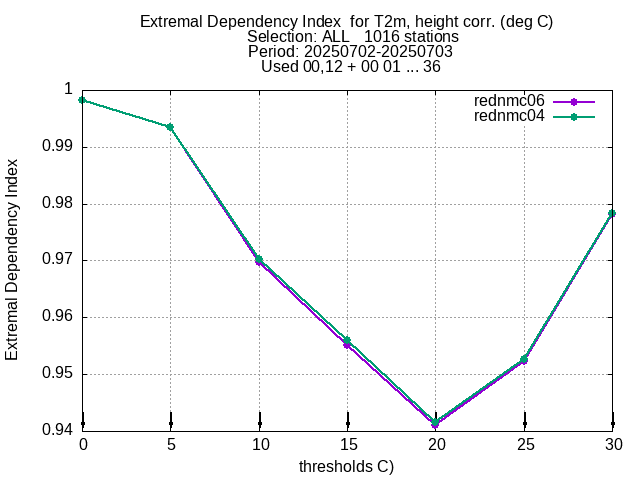 Extremal Dependency Index  for T2m, height corr. (deg C)
Selection: ALL   1016 stations
Period: 20250702-20250703
Used 00,12 + 00 01 ... 36
rednmc06
rednmc04
1
0.99
0.98
0.97
0.96
0.95
0.94
Extremal Dependency Index
0 5 10 15 20 25 30
thresholds C)